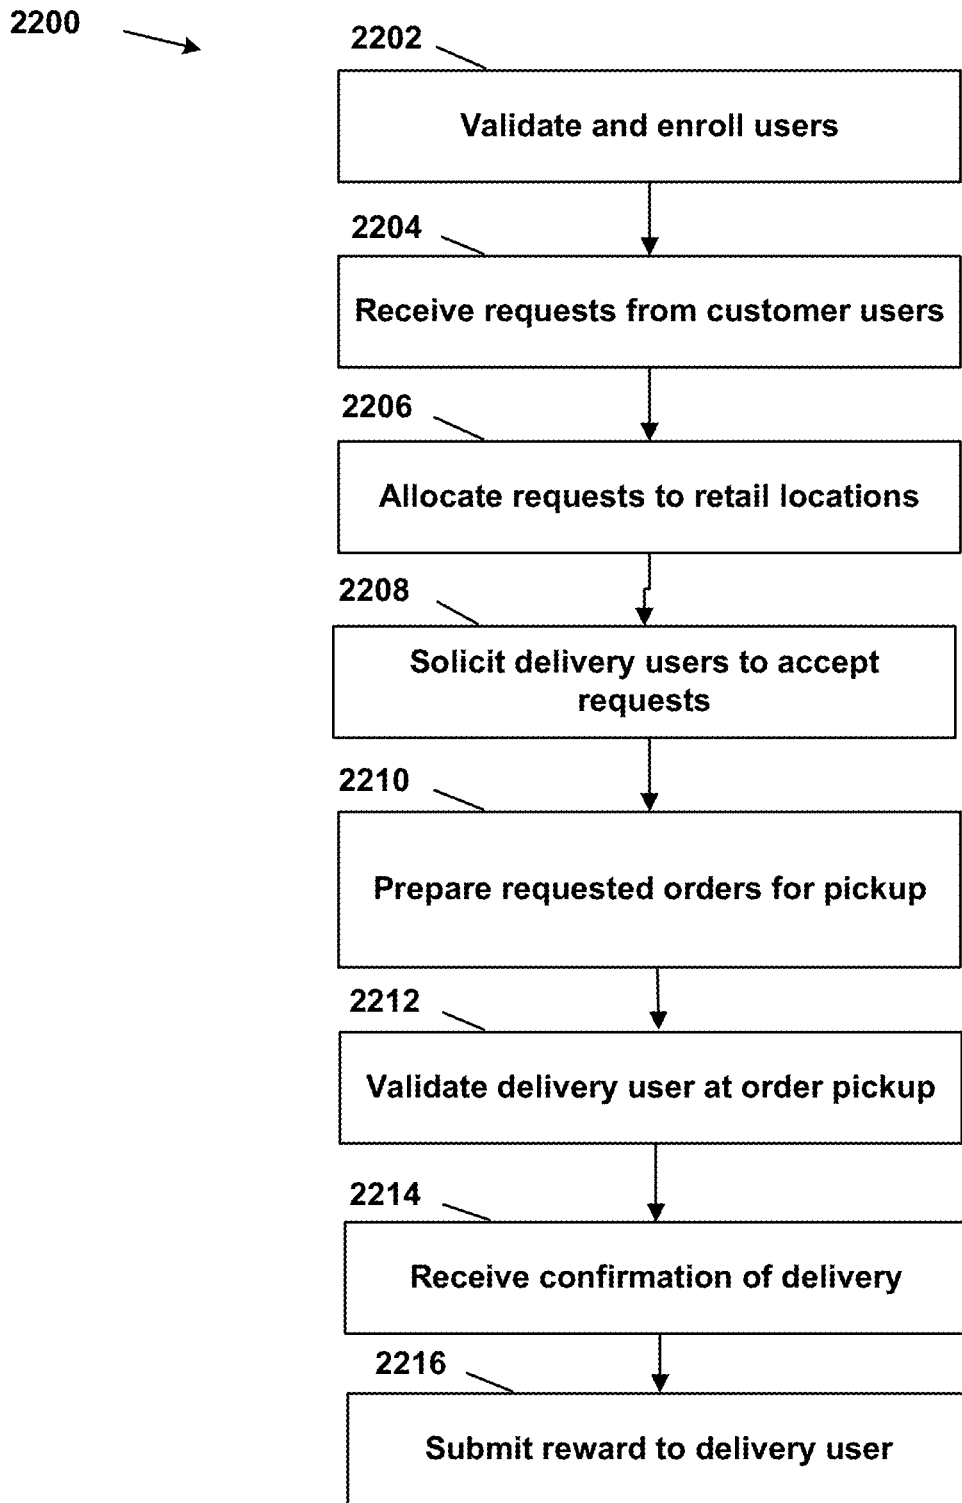 2200
2202
Validate and enroll users
2204
Receive requests from customer users
2206
Allocate requests to retail locations
2208
Solicit delivery users to accept
requests
2210
Prepare requested orders for pickup
2212
Validate delivery user at order pickup
2214
Receive confirmation of delivery
2216
Submit reward to delivery user